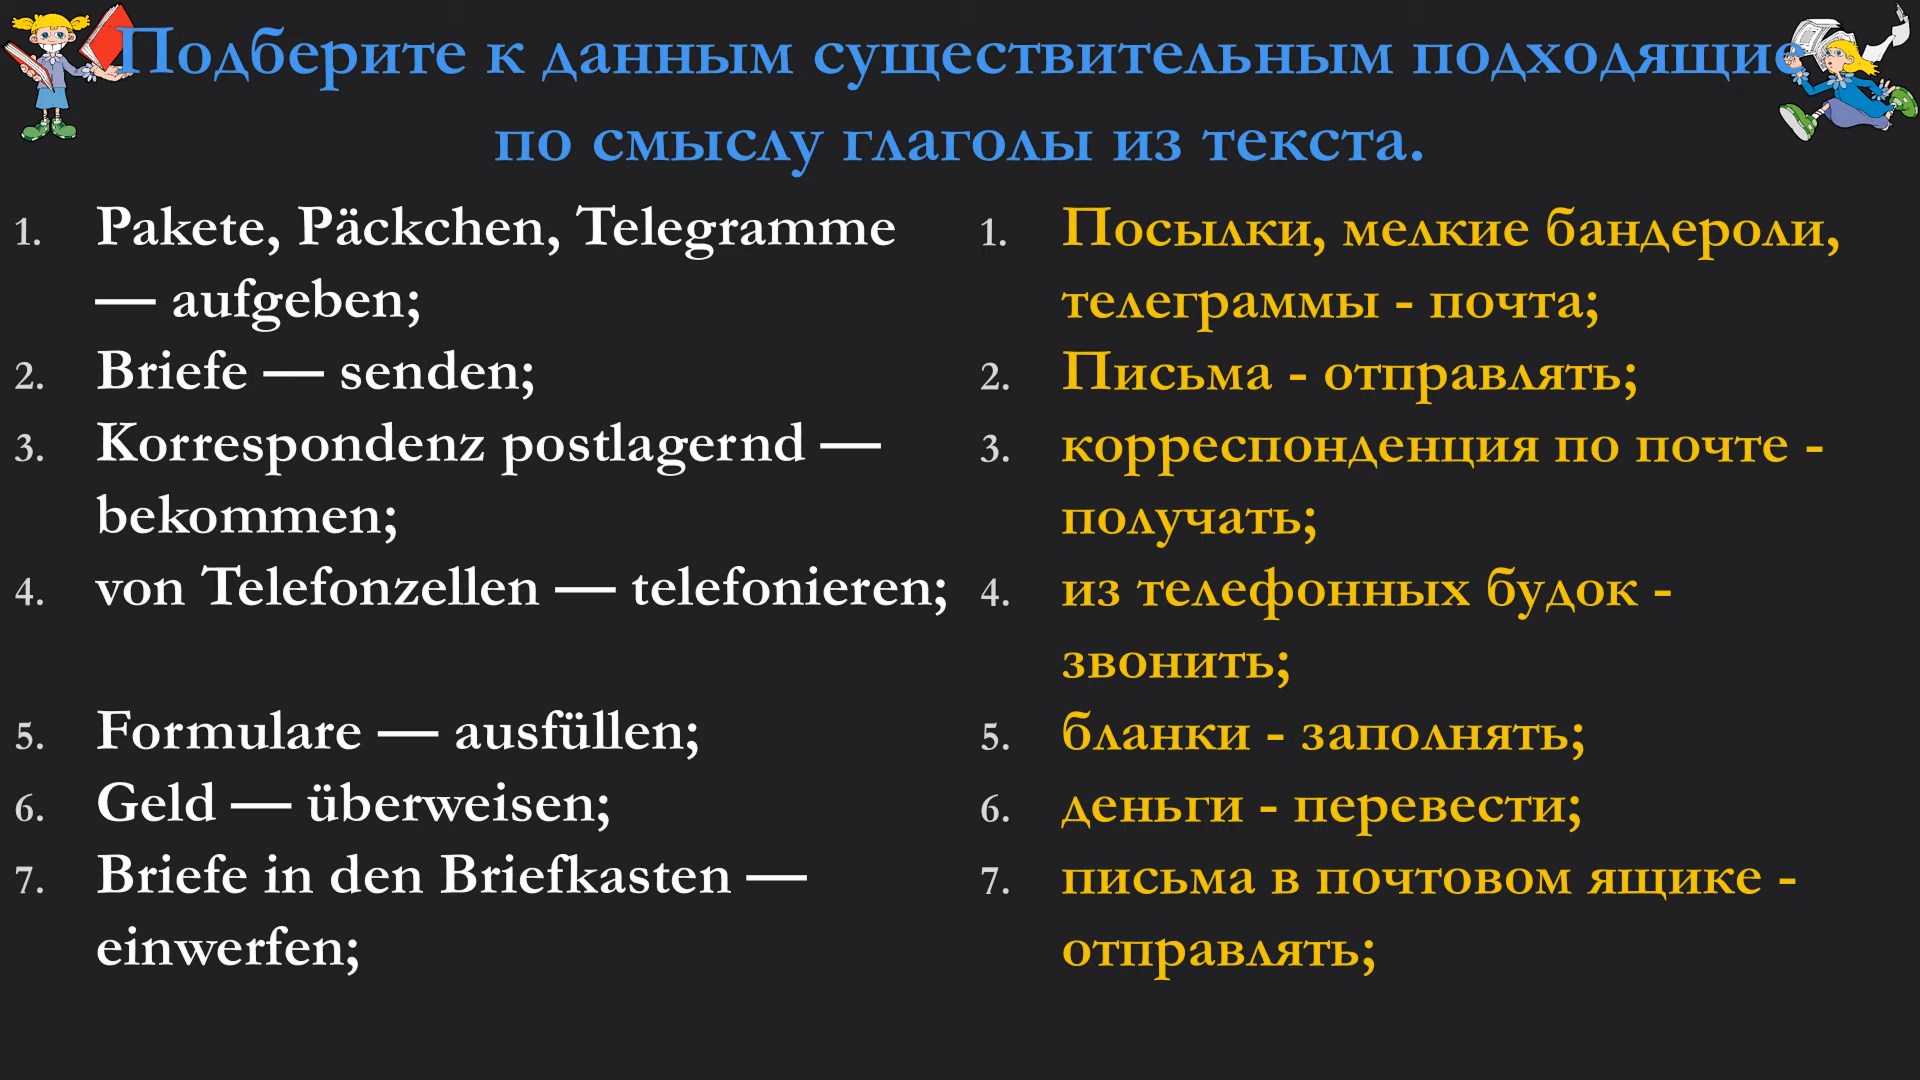 Подберите к данным существительным подходящие
по смыслу глаголы из текста.
1. Pakete, Päckchen, Telegramme
— aufgeben;
2. Briefe — senden;
3. Korrespondenz postlagernd —
bekommen;
4. von Telefonzellen — telefonieren;
5. Formulare — ausfüllen;
6. Geld — überweisen;
7. Briefe in den Briefkasten —
einwerfen;
1. Посылки, мелкие бандероли,
телеграммы - почта;
2. Письма - отправлять;
3. корреспонденция по почте -
получать;
4. из телефонных будок -
звонить;
5. бланки - заполнять;
6. деньги - перевести;
7. письма в почтовом ящике -
отправлять;